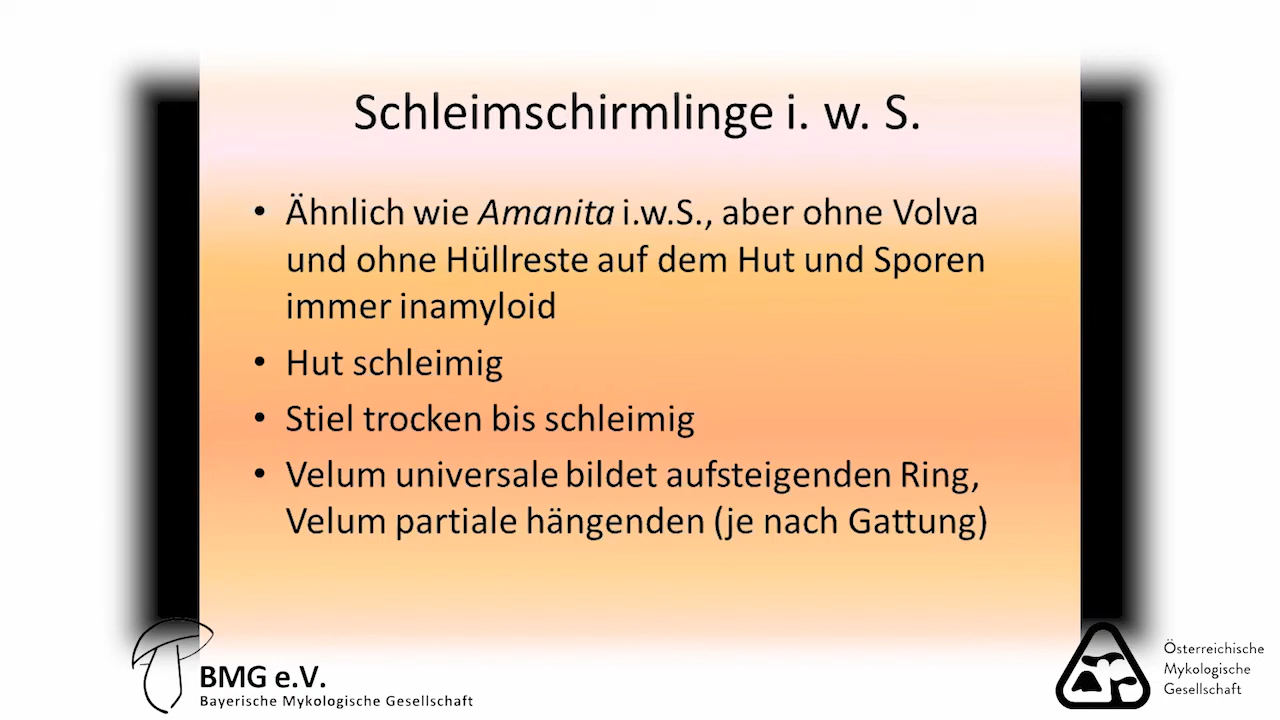 Schleimschirmlinge i. w. S.
• Ähnlich wie Amanita i.w.S., aber ohne Volva
und ohne Hüllreste auf dem Hut und Sporen
immer inamyloid
• Hut schleimig
• Stiel trocken bis schleimig
• Velum universale bildet aufsteigenden Ring,
Velum partiale hängenden (je nach Gattung)
BMG e.V.
Bayerische Mykologische Gesellschaft
Österreichische
Mykologische
Gesellschaft